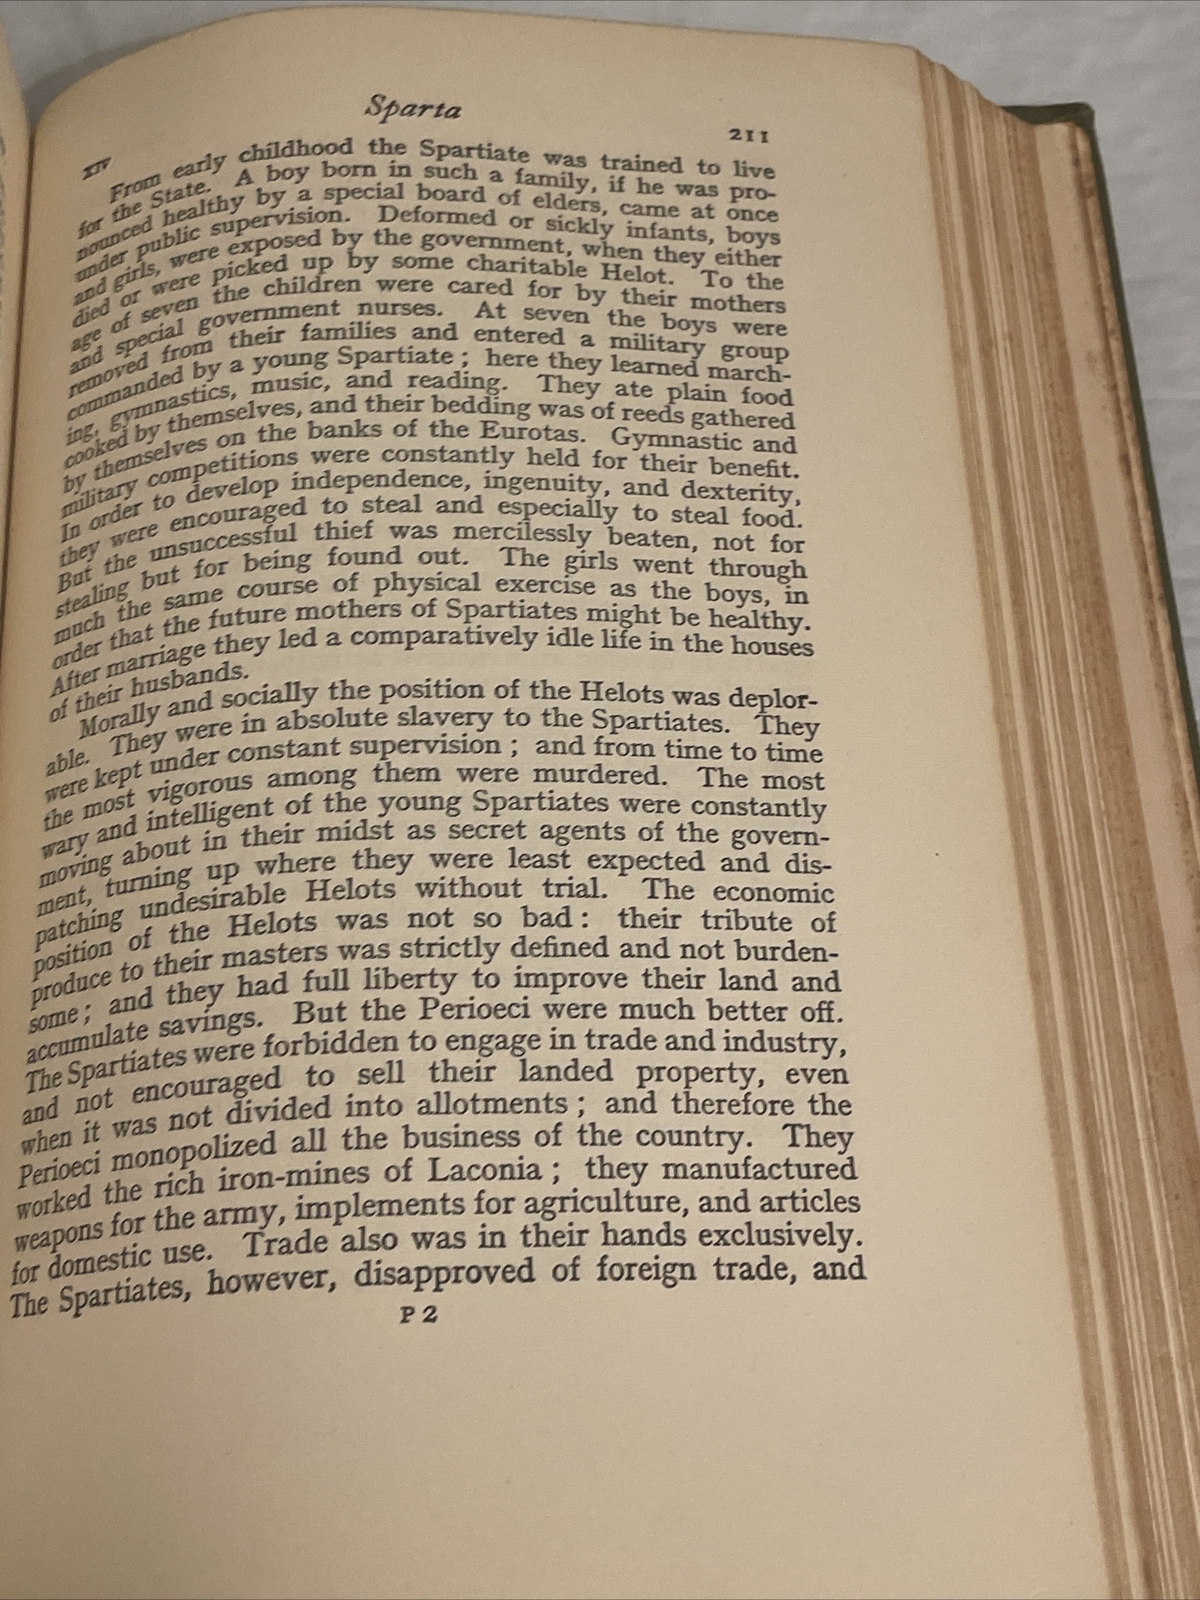 Sparta
xiv
211
From early childhood the Spartiate was trained to live
for the State. A boy born in such a family, if he was pro-
nounced healthy by a special board of elders, came at once
under public supervision. Deformed or sickly infants, boys
and girls, were exposed by the government, when they either
died or were picked up by some charitable Helot. To the
age of seven the children were cared for by their mothers
and special government nurses. At seven the boys were
removed from their families and entered a military group
commanded by a young Spartiate ; here they learned march-
ing, gymnastics, music, and reading. They ate plain food
cooked by themselves, and their bedding was of reeds gathered
by themselves on the banks of the Eurotas. Gymnastic and
military competitions were constantly held for their benefit.
In order to develop independence, ingenuity, and dexterity,
they were encouraged to steal and especially to steal food.
But the unsuccessful thief was mercilessly beaten, not for
stealing but for being found out. The girls went through
much the same course of physical exercise as the boys, in
order that the future mothers of Spartiates might be healthy.
After marriage they led a comparatively idle life in the houses
of their husbands.
Morally and socially the position of the Helots was deplor-
able. They were in absolute slavery to the Spartiates. They
were kept under constant supervision ; and from time to time
the most vigorous among them were murdered. The most
wary and intelligent of the young Spartiates were constantly
moving about in their midst as secret agents of the govern-
ment, turning up where they were least expected and dis-
patching undesirable Helots without trial. The economic
position of the Helots was not so bad : their tribute of
produce to their masters was strictly defined and not burden-
some ; and they had full liberty to improve their land and
accumulate savings. But the Perioeci were much better off.
The Spartiates were forbidden to engage in trade and industry,
and not encouraged to sell their landed property, even
when it was not divided into allotments ; and therefore the
Perioeci monopolized all the business of the country. They
worked the rich iron-mines of Laconia ; they manufactured
weapons for the army, implements for agriculture, and articles
for domestic use. Trade also was in their hands exclusively.
The Spartiates, however, disapproved of foreign trade, and
P 2